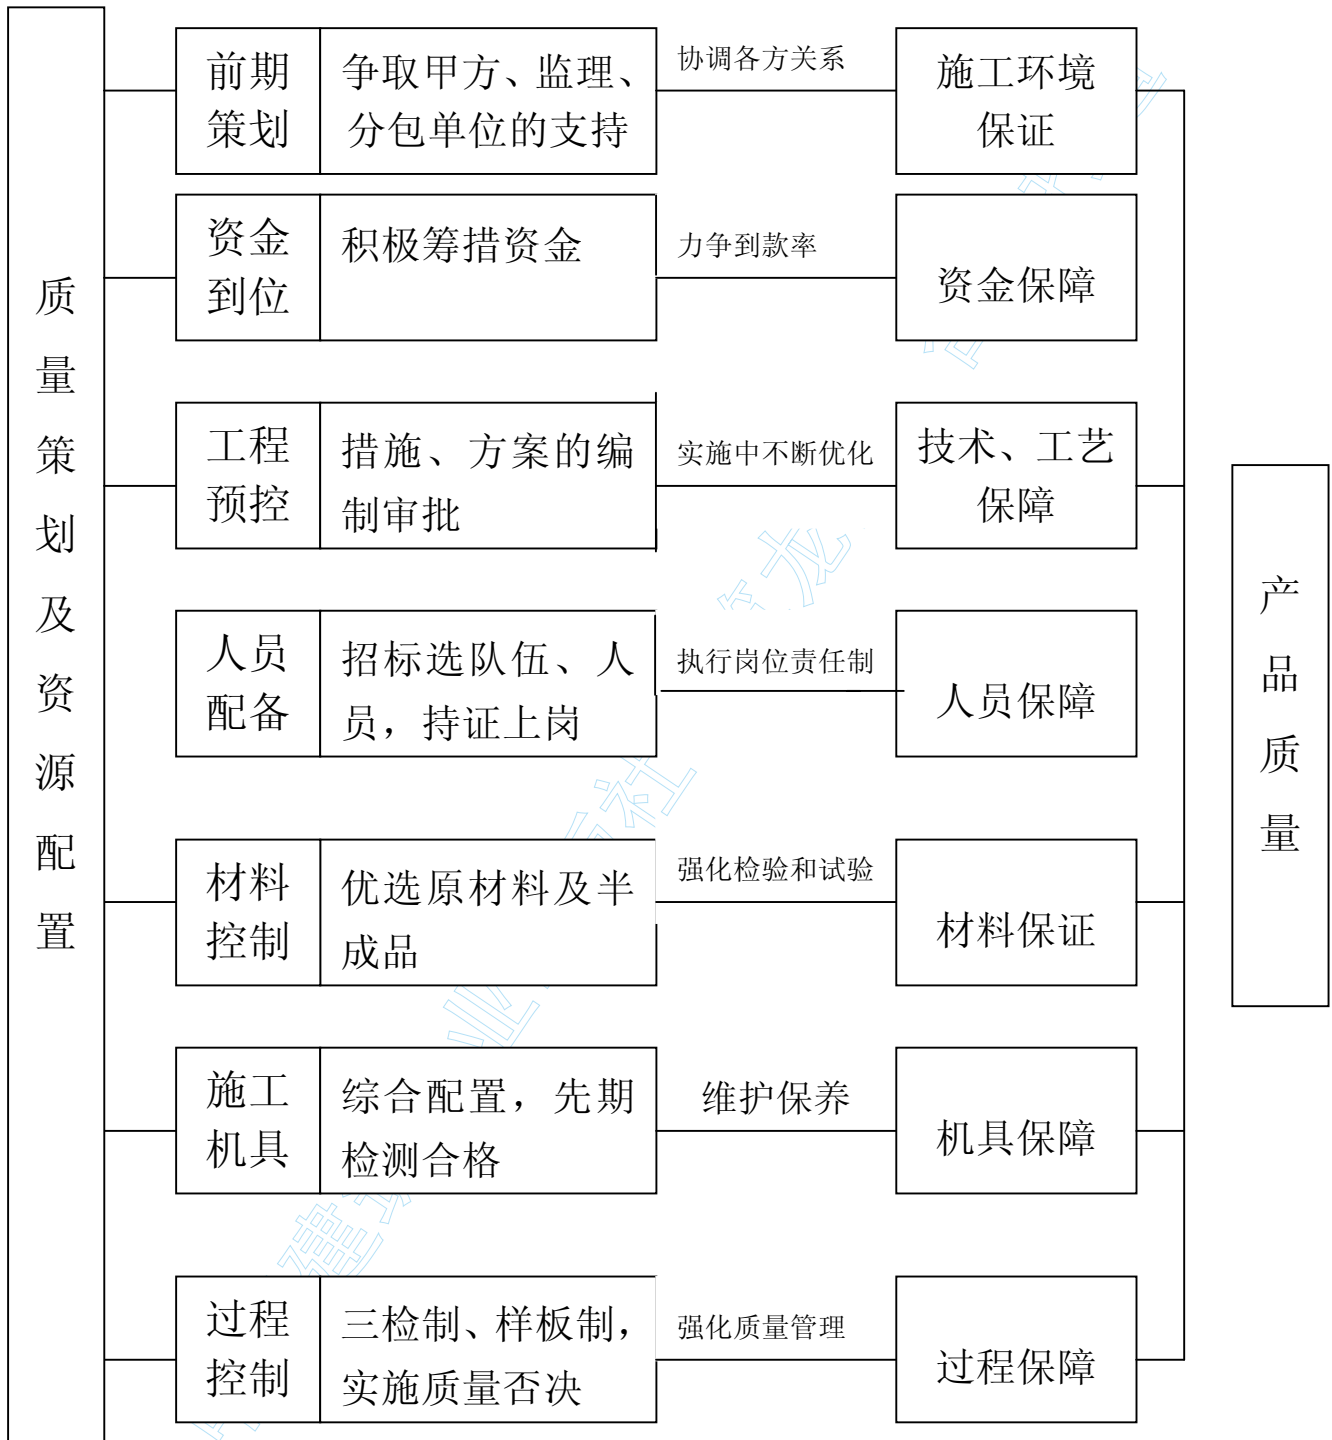 质量策划及资源配置
前期
策划
争取甲方、监理、
分包单位的支持
协调各方关系
施工环境
保证
资金
到位
积极筹措资金
力争到款率
资金保障
工程
预控
措施、方案的编
制审批
实施中不断优化
技术、工艺
保障
人员
配备
招标选队伍、人
员，持证上岗
执行岗位责任制
人员保障
材料
控制
优选原材料及半
成品
强化检验和试验
材料保证
施工
机具
综合配置，先期
检测合格
维护保养
机具保障
过程
控制
三检制、样板制，
实施质量否决
强化质量管理
过程保障
产品质量